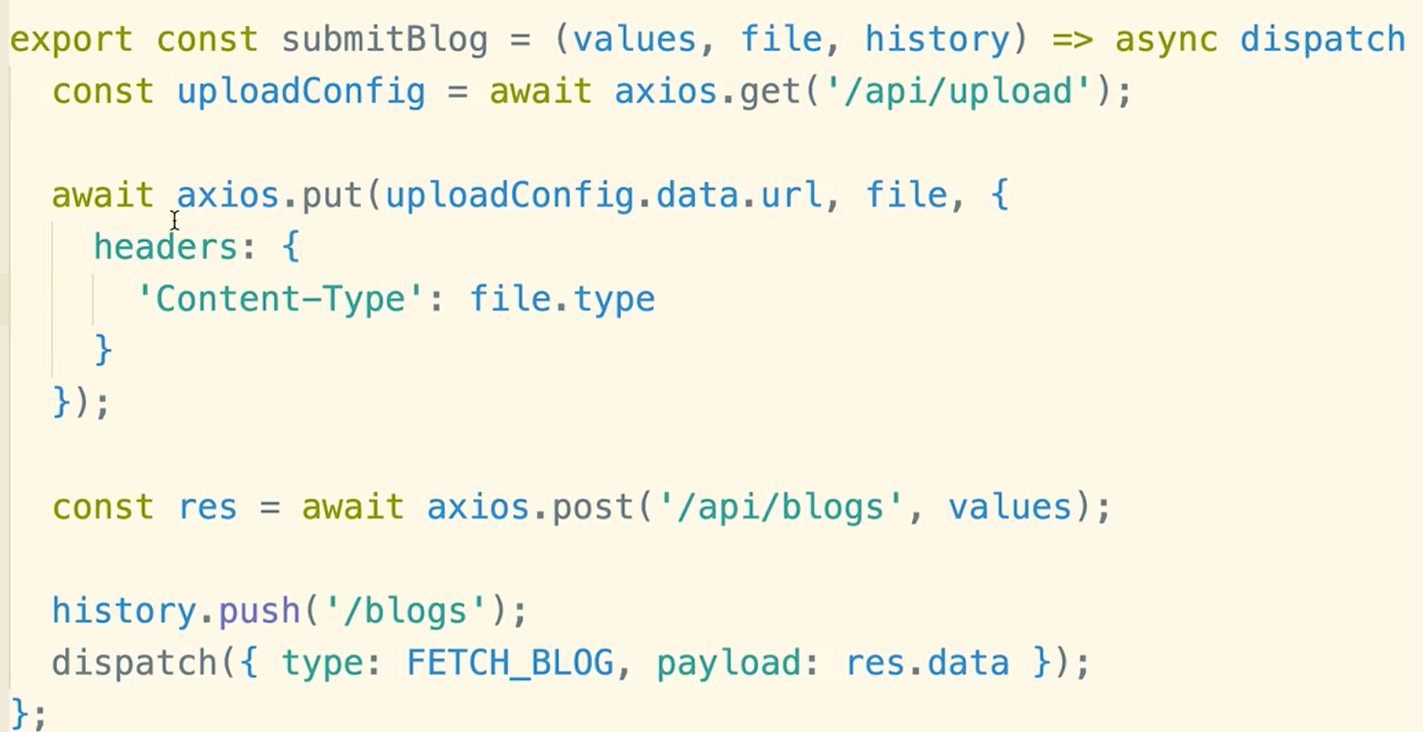 export const submitBlog = (values, file, history) => async dispatch
const uploadConfig = await axios.get('/api/upload');
await axios.put(uploadConfig.data.url, file, {
headers: {
'Content-Type': file.type
}
});
const res = await axios.post('/api/blogs', values);
history.push('/blogs');
dispatch({ type: FETCH_BLOG, payload: res.data });
};